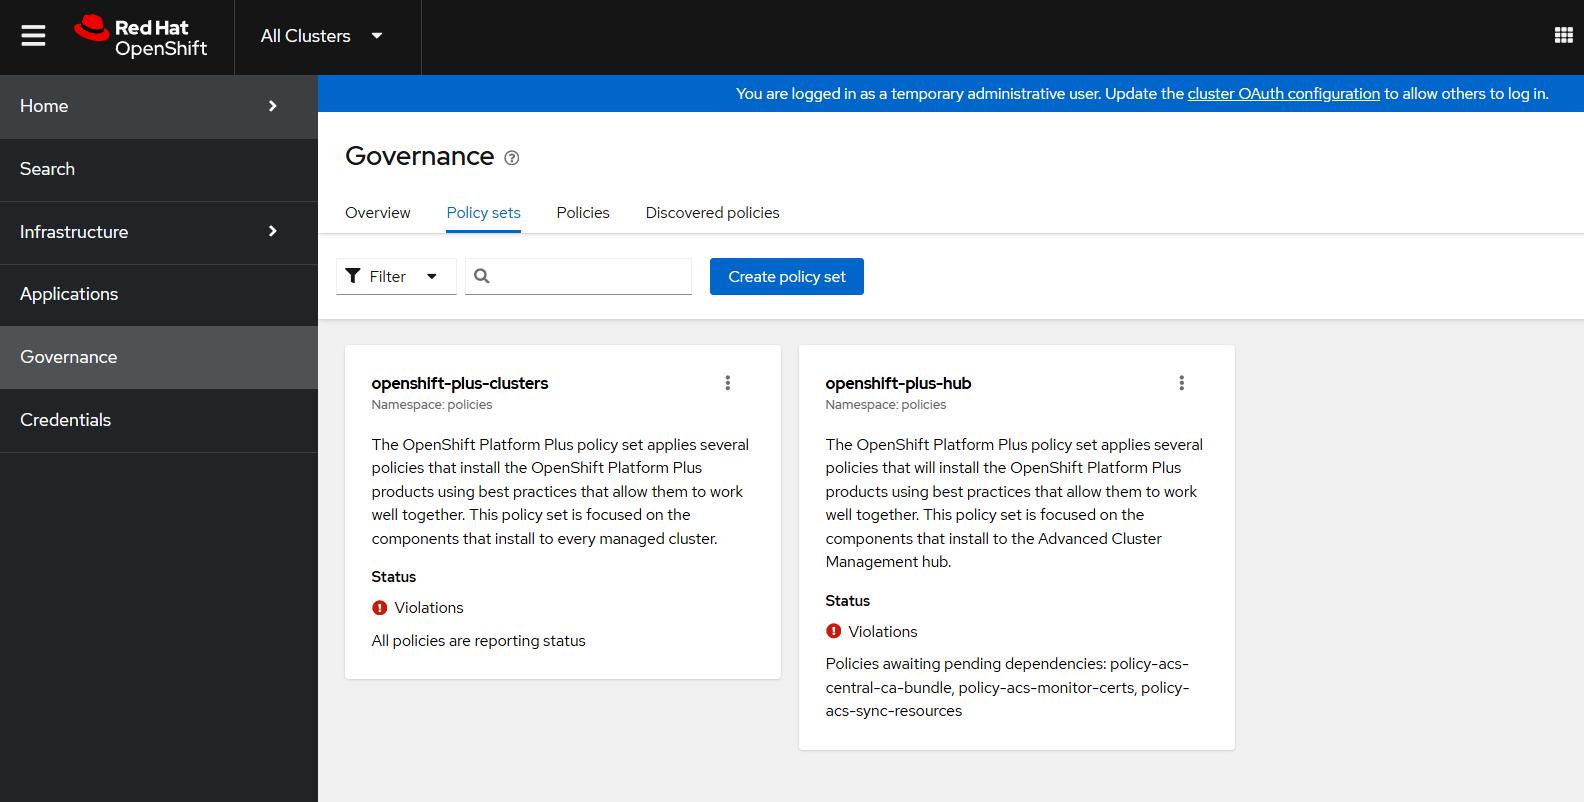 Red Hat
OpenShift
All Clusters
Home
Search
Infrastructure
Applications
Governance
Credentials
You are logged in as a temporary administrative user. Update the cluster OAuth configuration to allow others to log in.
Governance
Overview
Policy sets
Policies
Discovered policies
Filter
Create policy set
openshift-plus-clusters
Namespace: policies
The OpenShift Platform Plus policy set applies several
policies that install the OpenShift Platform Plus
products using best practices that allow them to work
well together. This policy set is focused on the
components that install to every managed cluster.
Status
Violations
All policies are reporting status
openshift-plus-hub
Namespace: policies
The OpenShift Platform Plus policy set applies several
policies that will install the OpenShift Platform Plus
products using best practices that allow them to work
well together. This policy set is focused on the
components that install to the Advanced Cluster
Management hub.
Status
Violations
Policies awaiting pending dependencies: policy-acs-
central-ca-bundle, policy-acs-monitor-certs, policy-
acs-sync-resources